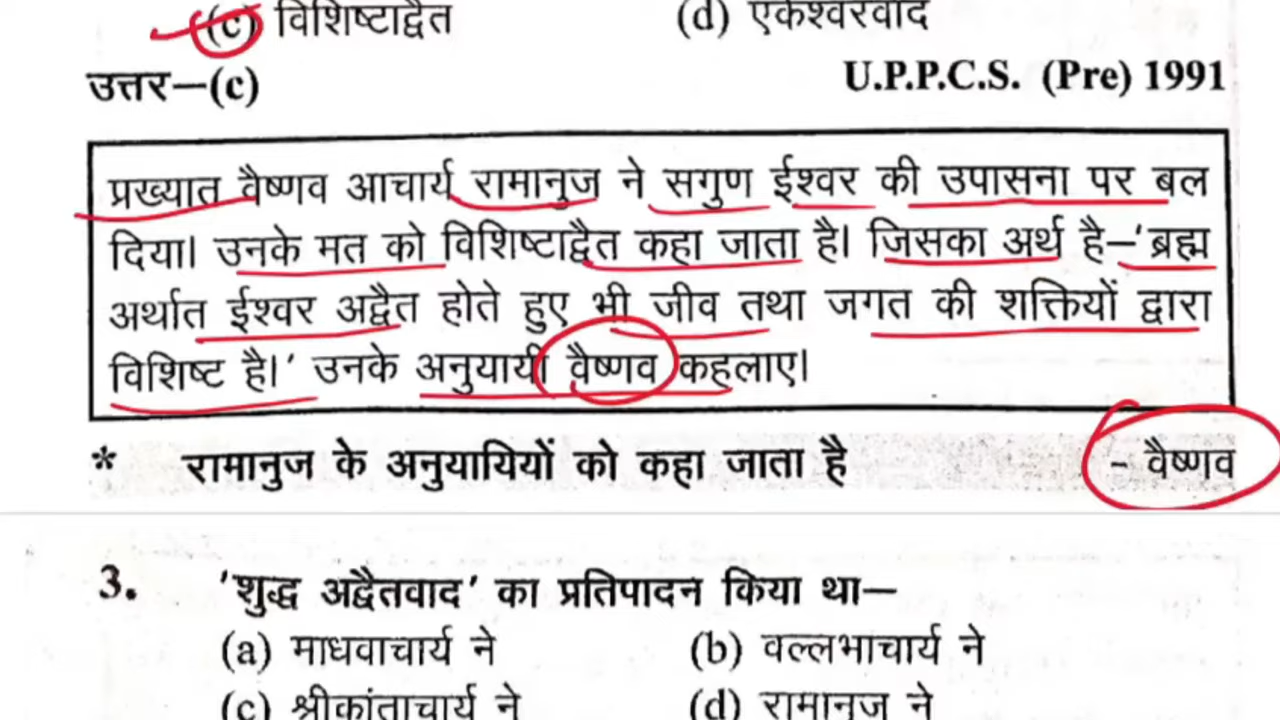 (c) विशिष्टाद्वैत (d) एकेश्वरवाद
उत्तर–(c) U.P.P.C.S. (Pre) 1991
प्रख्यात वैष्णव आचार्य रामानुज ने सगुण ईश्वर की उपासना पर बल
दिया। उनके मत को विशिष्टाद्वैत कहा जाता है। जिसका अर्थ है–'ब्रह्म
अर्थात ईश्वर अद्वैत होते हुए भी जीव तथा जगत की शक्तियों द्वारा
विशिष्ट है।' उनके अनुयायी वैष्णव कहलाए।
* रामानुज के अनुयायियों को कहा जाता है – वैष्णव
3. 'शुद्ध अद्वैतवाद' का प्रतिपादन किया था–
(a) माधवाचार्य ने (b) वल्लभाचार्य ने
(c) श्रीकांताचार्य ने (d) रामानुज ने